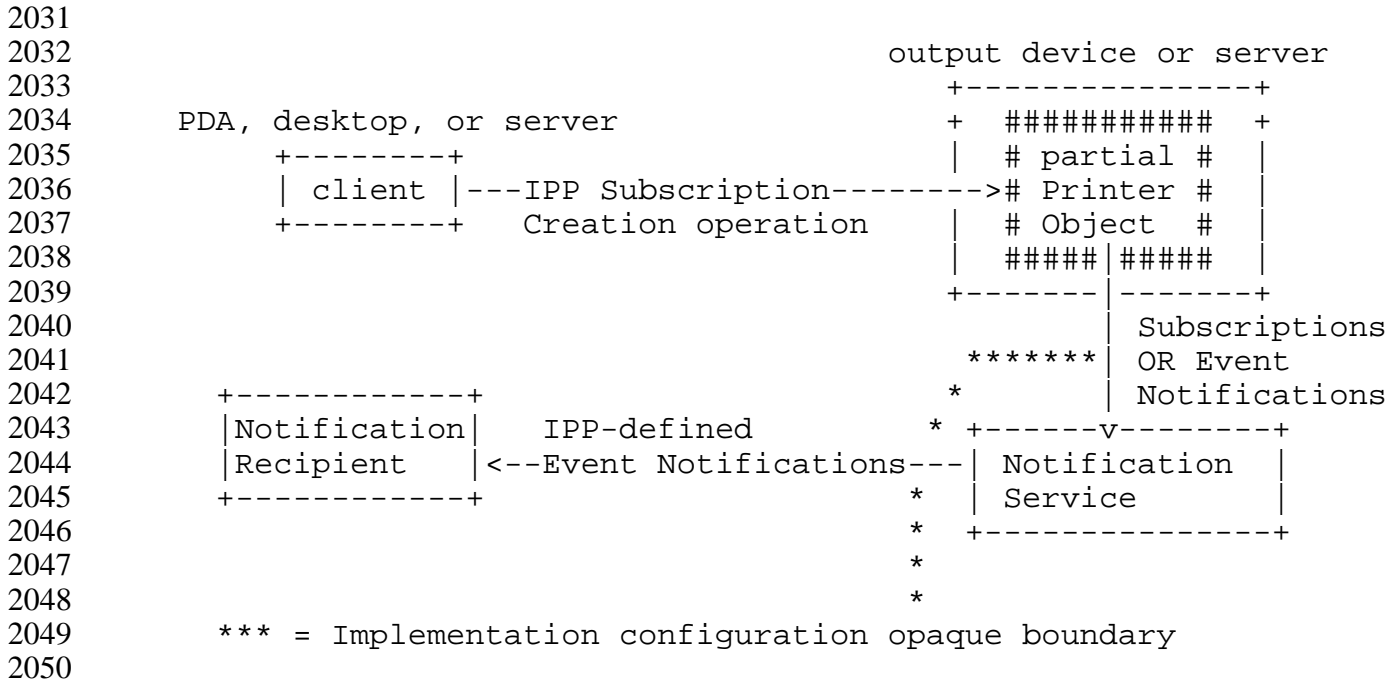 2031
2032                                              output device or server
2033                                                 +---------------+
2034      PDA, desktop, or server                    +  ###########  +
2035          +--------+                             |  # partial #  |
2036          | client |---IPP Subscription--------># Printer #  |
2037          +--------+   Creation operation        |  # Object  #  |
2038                                                 |  #####|#####  |
2039                                                 +-------|-------+
2040                                                         | Subscriptions
2041                                                  *******| OR Event
2042      +------------+                                 *       | Notifications
2043      |Notification|   IPP-defined              * +------v--------+
2044      |Recipient   |<--Event Notifications---| Notification  |
2045      +------------+                           *  | Service       |
2046                                               *  +---------------+
2047                                               *
2048                                               *
2049      *** = Implementation configuration opaque boundary
2050